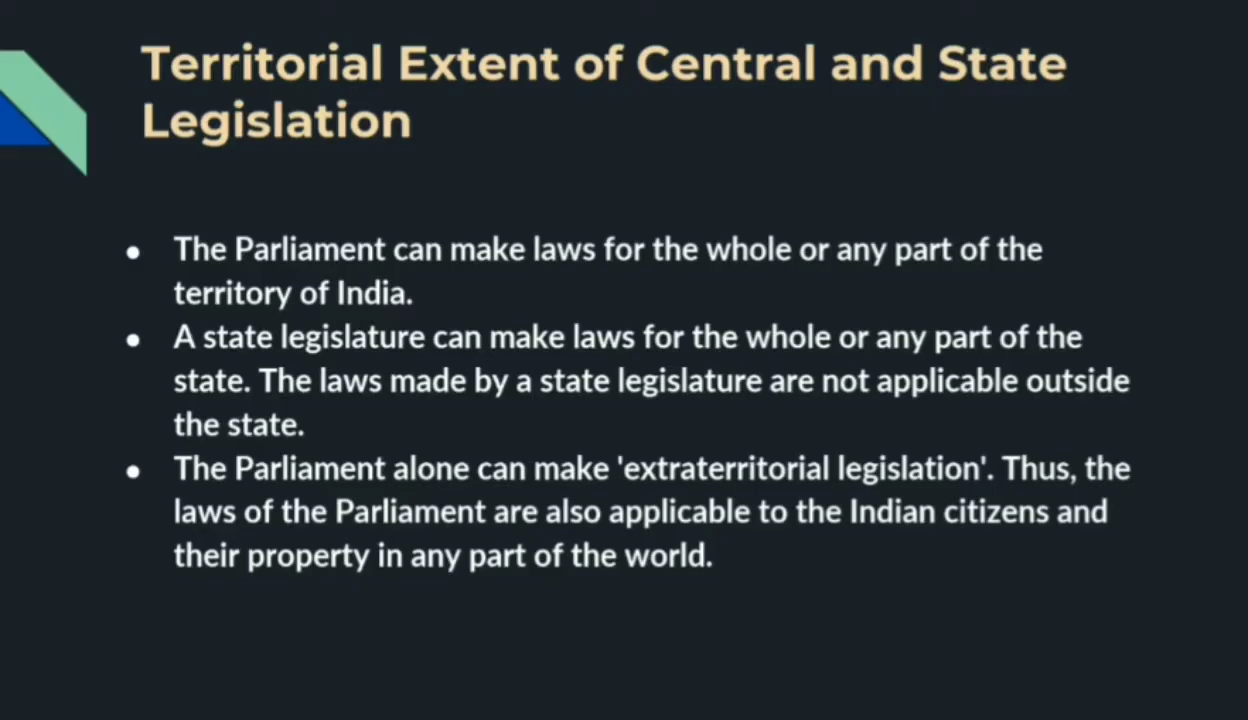 Territorial Extent of Central and State
Legislation
● The Parliament can make laws for the whole or any part of the
territory of India.
● A state legislature can make laws for the whole or any part of the
state. The laws made by a state legislature are not applicable outside
the state.
● The Parliament alone can make 'extraterritorial legislation'. Thus, the
laws of the Parliament are also applicable to the Indian citizens and
their property in any part of the world.